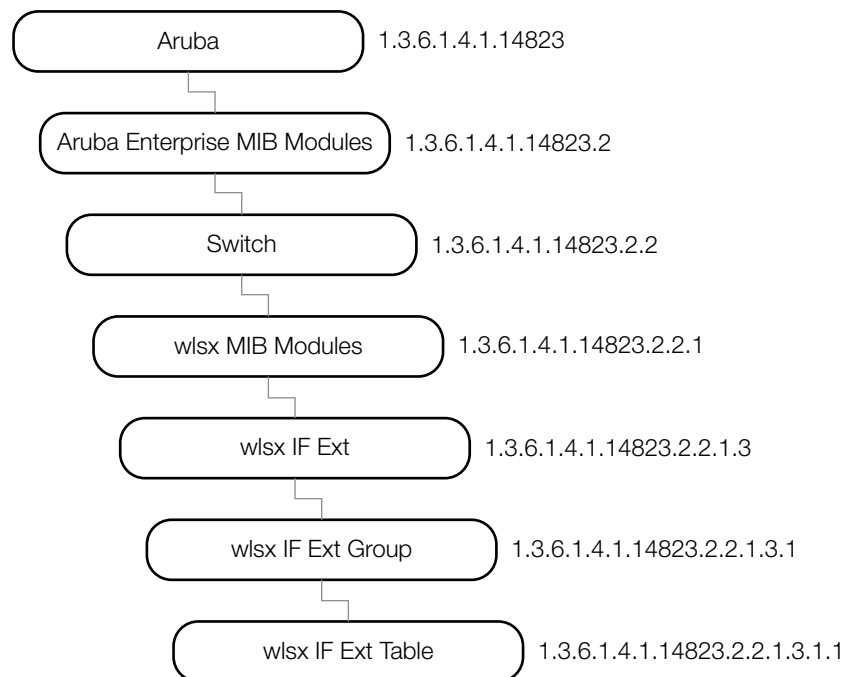 Aruba 1.3.6.1.4.1.14823
Aruba Enterprise MIB Modules 1.3.6.1.4.1.14823.2
Switch 1.3.6.1.4.1.14823.2.2
wlsx MIB Modules 1.3.6.1.4.1.14823.2.2.1
wlsx IF Ext 1.3.6.1.4.1.14823.2.2.1.3
wlsx IF Ext Group 1.3.6.1.4.1.14823.2.2.1.3.1
wlsx IF Ext Table 1.3.6.1.4.1.14823.2.2.1.3.1.1